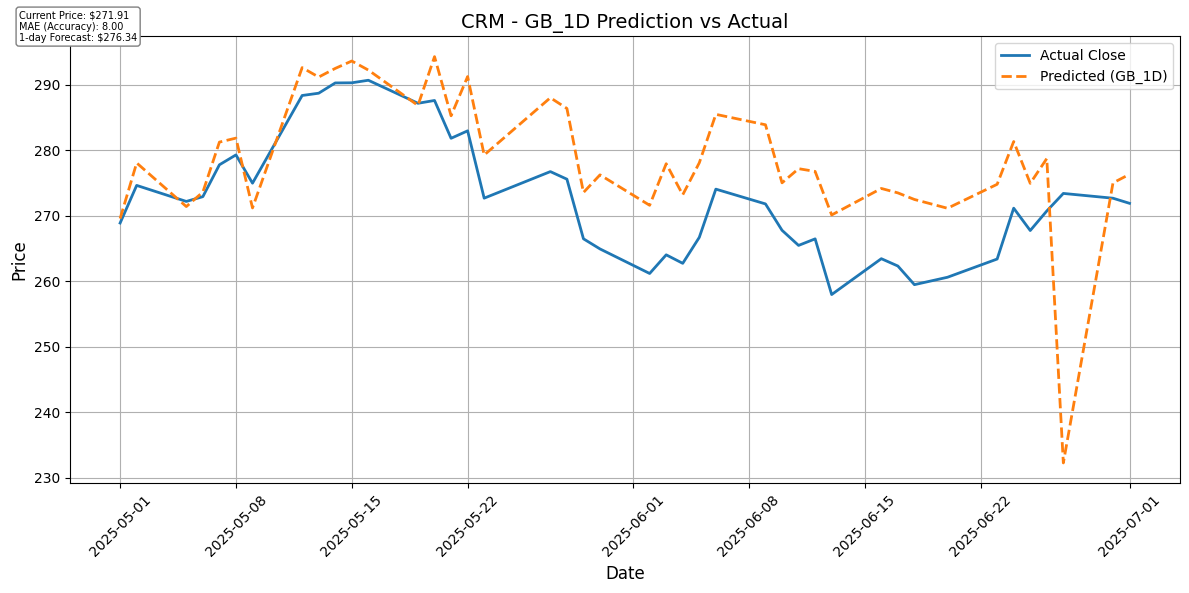 CRM - GB_1D Prediction vs Actual
Current Price: $271.91
MAE (Accuracy): 8.00
1-day Forecast: $276.34
Actual Close
Predicted (GB_1D)
Price
290
280
270
260
250
240
230
2025-05-01
2025-05-08
2025-05-15
2025-05-22
2025-06-01
2025-06-08
2025-06-15
2025-06-22
2025-07-01
Date